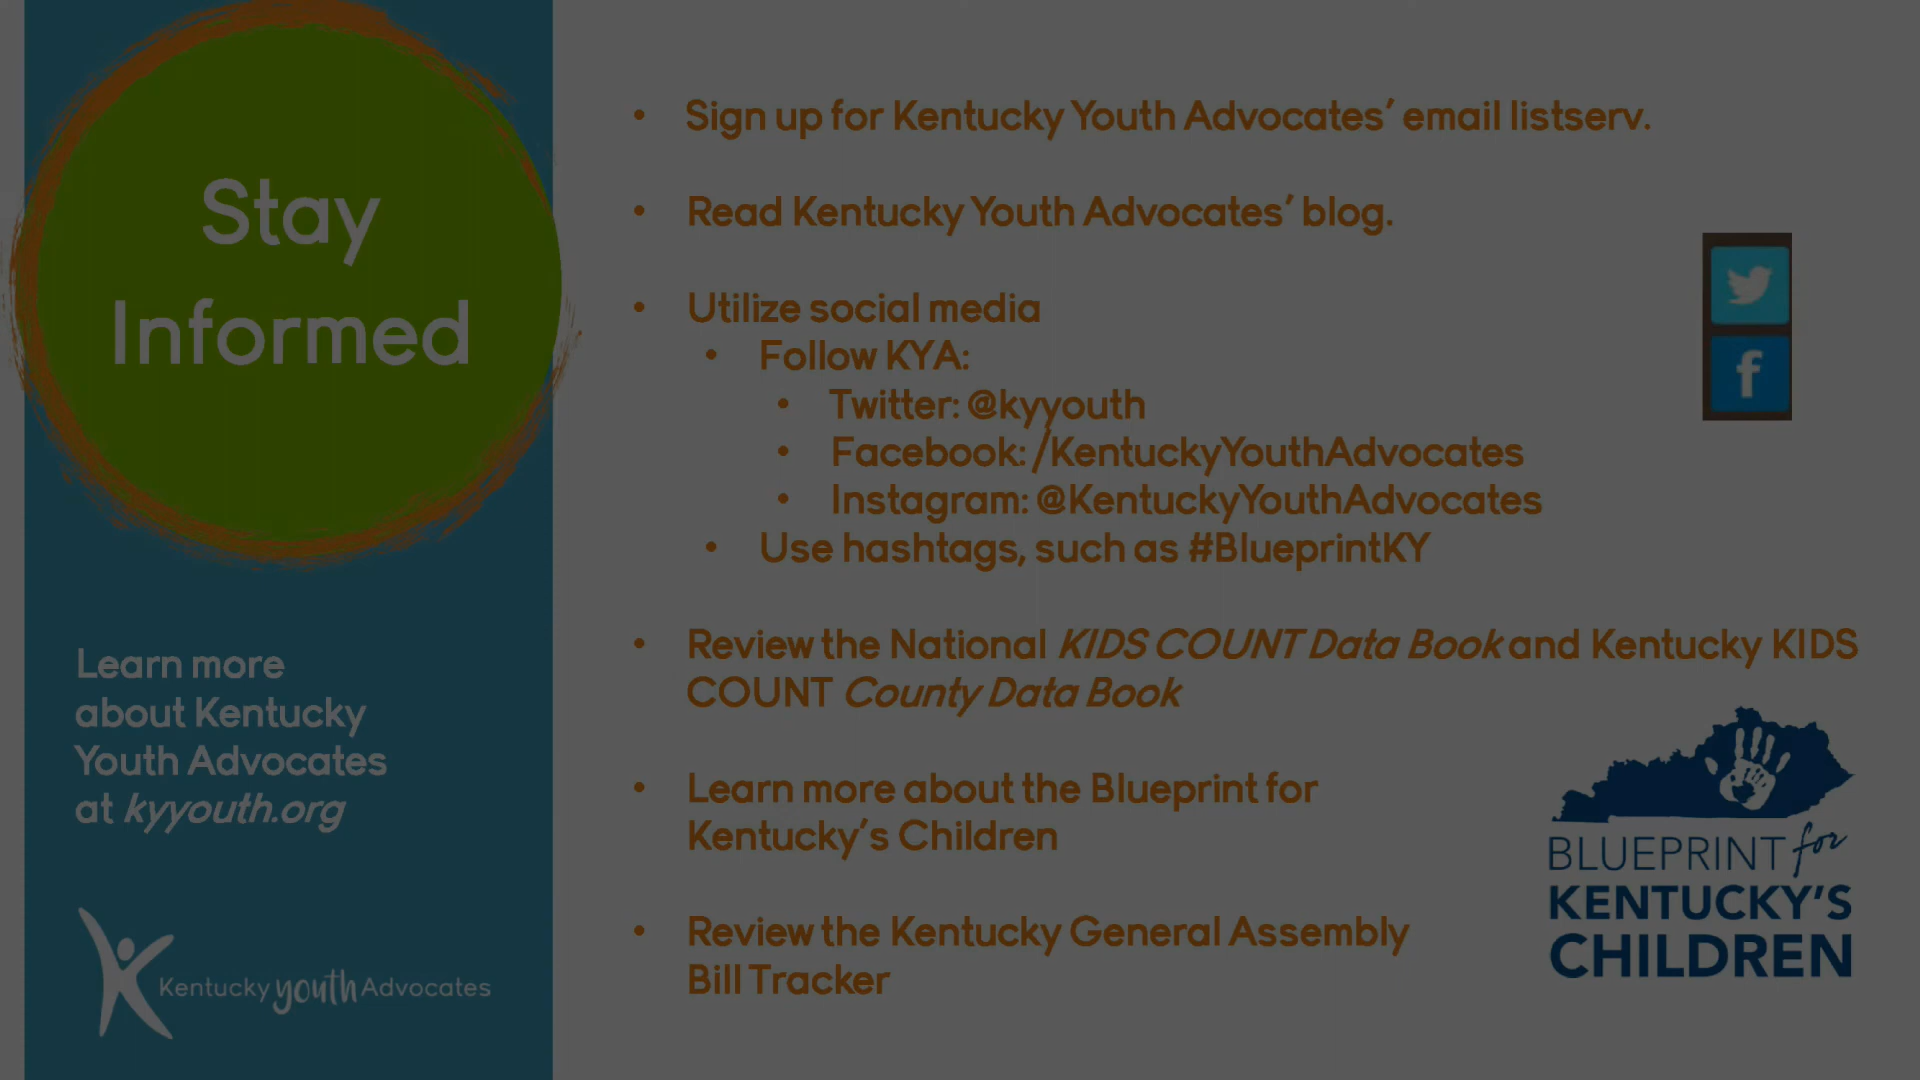 Stay
Informed
Learn more
about Kentucky
Youth Advocates
at kyyouth.org
Kentucky youth Advocates
• Sign up for Kentucky Youth Advocates’ email listserv.
• Read Kentucky Youth Advocates’ blog.
• Utilize social media
• Follow KYA:
• Twitter: @kyyouth
• Facebook: /KentuckyYouthAdvocates
• Instagram: @KentuckyYouthAdvocates
• Use hashtags, such as #BlueprintKY
• Review the National KIDS COUNT Data Book and Kentucky KIDS
COUNT County Data Book
• Learn more about the Blueprint for
Kentucky’s Children
• Review the Kentucky General Assembly
Bill Tracker
f
BLUEPRINT for
KENTUCKY’S
CHILDREN